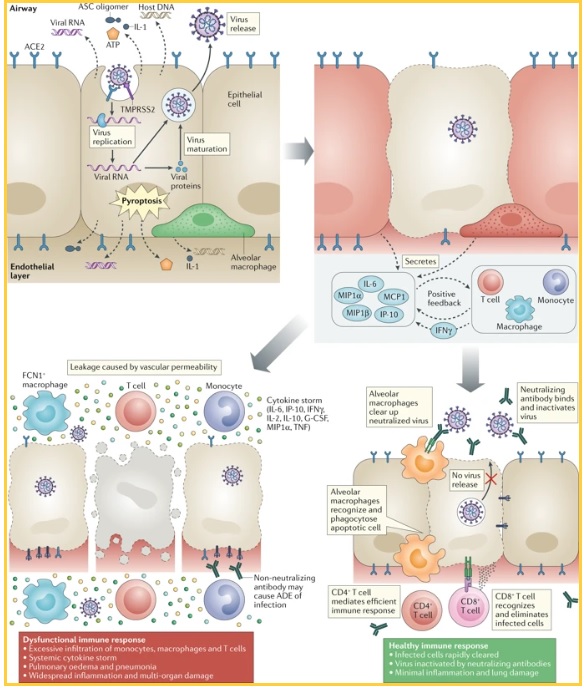 Airway
ASC oligomer
Host DNA
Viral RNA
IL-1
ATP
Virus
release
ACE2
TMPRSS2
Epithelial
cell
Virus
replication
Virus
maturation
Viral RNA
Viral
proteins
Pyroptosis
IL-1
Alveolar
macrophage
Endothelial
layer
Secretes
IL-6
MIP1α
MCP1
MIP1β
IP-10
Positive
feedback
IFNγ
T cell
Monocyte
Macrophage
Leakage caused by vascular permeability
FCN1+
macrophage
T cell
Monocyte
Cytokine storm
(IL-6, IP-10, IFNγ,
IL-2, IL-10, G-CSF,
MIP1α, TNF)
Non-neutralizing
antibody may
cause ADE of
infection
Dysfunctional immune response
• Excessive infiltration of monocytes, macrophages and T cells
• Systemic cytokine storm
• Pulmonary oedema and pneumonia
• Widespread inflammation and multi-organ damage
Alveolar
macrophages
clear up
neutralized virus
Neutralizing
antibody binds
and inactivates
virus
No virus
release
Alveolar
macrophages
recognize and
phagocytose
apoptotic cell
CD4+ T cell
mediates efficient
immune response
CD4+
T cell
CD8+
T cell
CD8+ T cell
recognizes
and eliminates
infected cells
Healthy immune response
• Infected cells rapidly cleared
• Virus inactivated by neutralizing antibodies
• Minimal inflammation and lung damage